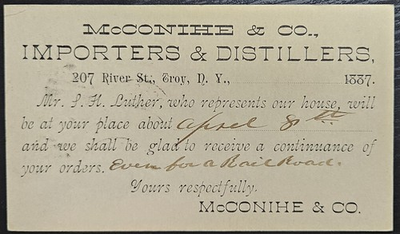 McCONIHE & CO.,
IMPORTERS & DISTILLERS,
207 River St., Troy, N. Y., 1887.
Mr. P. H. Luther, who represents our house, will
be at your place about April 8th
and we shall be glad to receive a continuance of
your orders. Even for a Rail Road.
Yours respectfully.
McCONIHE & CO.